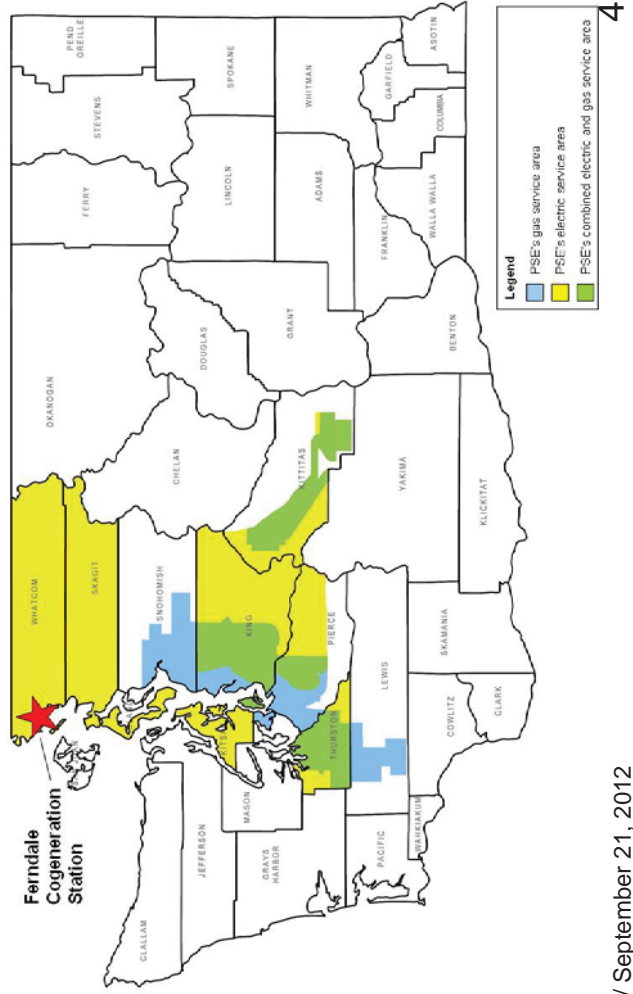 Ferndale
Cogeneration
Station
WHATCOM
SKAGIT
OKANOGAN
FERRY
STEVENS
PEND
OREILLE
CLALLAM
JEFFERSON
SNOHOMISH
CHELAN
DOUGLAS
LINCOLN
SPOKANE
GRAYS
HARBOR
MASON
KING
KITTITAS
GRANT
ADAMS
WHITMAN
THURSTON
PIERCE
PACIFIC
LEWIS
YAKIMA
FRANKLIN
GARFIELD
COLUMBIA
ASOTIN
WALLA WALLA
BENTON
WAHKIAKUM
COWLITZ
SKAMANIA
CLARK
KLICKITAT
Legend
PSE's gas service area
PSE's electric service area
PSE's combined electric and gas service area
/ September 21, 2012
4